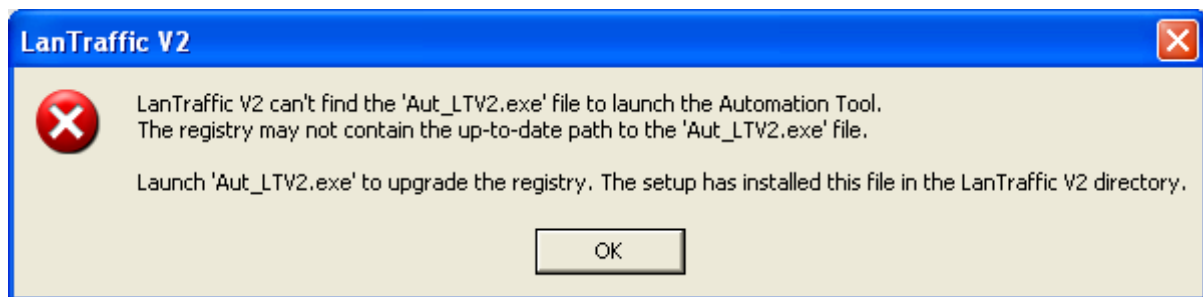 LanTraffic V2
LanTraffic V2 can't find the 'Aut_LTV2.exe' file to launch the Automation Tool.
The registry may not contain the up-to-date path to the 'Aut_LTV2.exe' file.
Launch 'Aut_LTV2.exe' to upgrade the registry. The setup has installed this file in the LanTraffic V2 directory.
OK